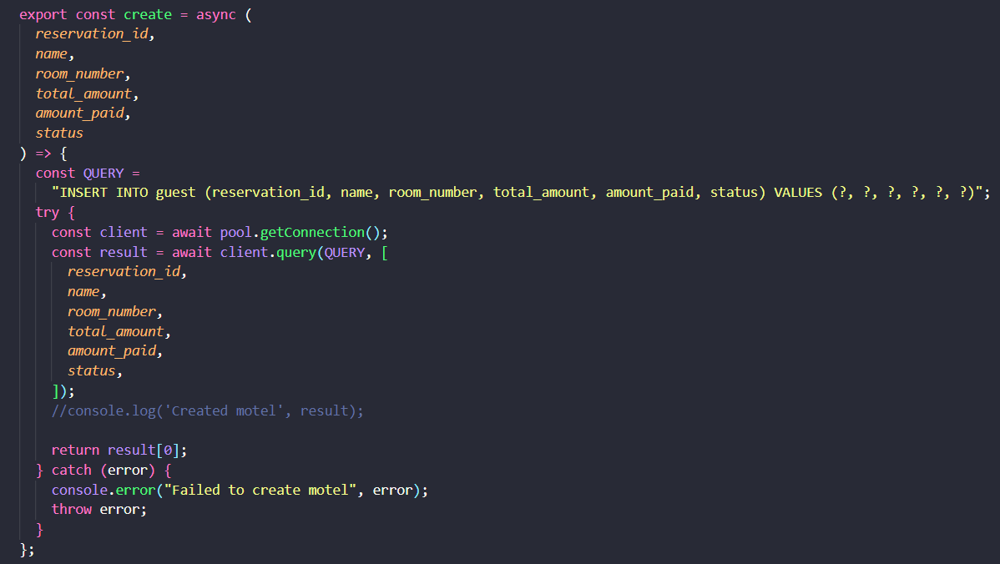 export const create = async (
  reservation_id,
  name,
  room_number,
  total_amount,
  amount_paid,
  status
) => {
  const QUERY =
    "INSERT INTO guest (reservation_id, name, room_number, total_amount, amount_paid, status) VALUES (?, ?, ?, ?, ?, ?)";
  try {
    const client = await pool.getConnection();
    const result = await client.query(QUERY, [
      reservation_id,
      name,
      room_number,
      total_amount,
      amount_paid,
      status,
    ]);
    //console.log('Created motel', result);

    return result[0];
  } catch (error) {
    console.error("Failed to create motel", error);
    throw error;
  }
};